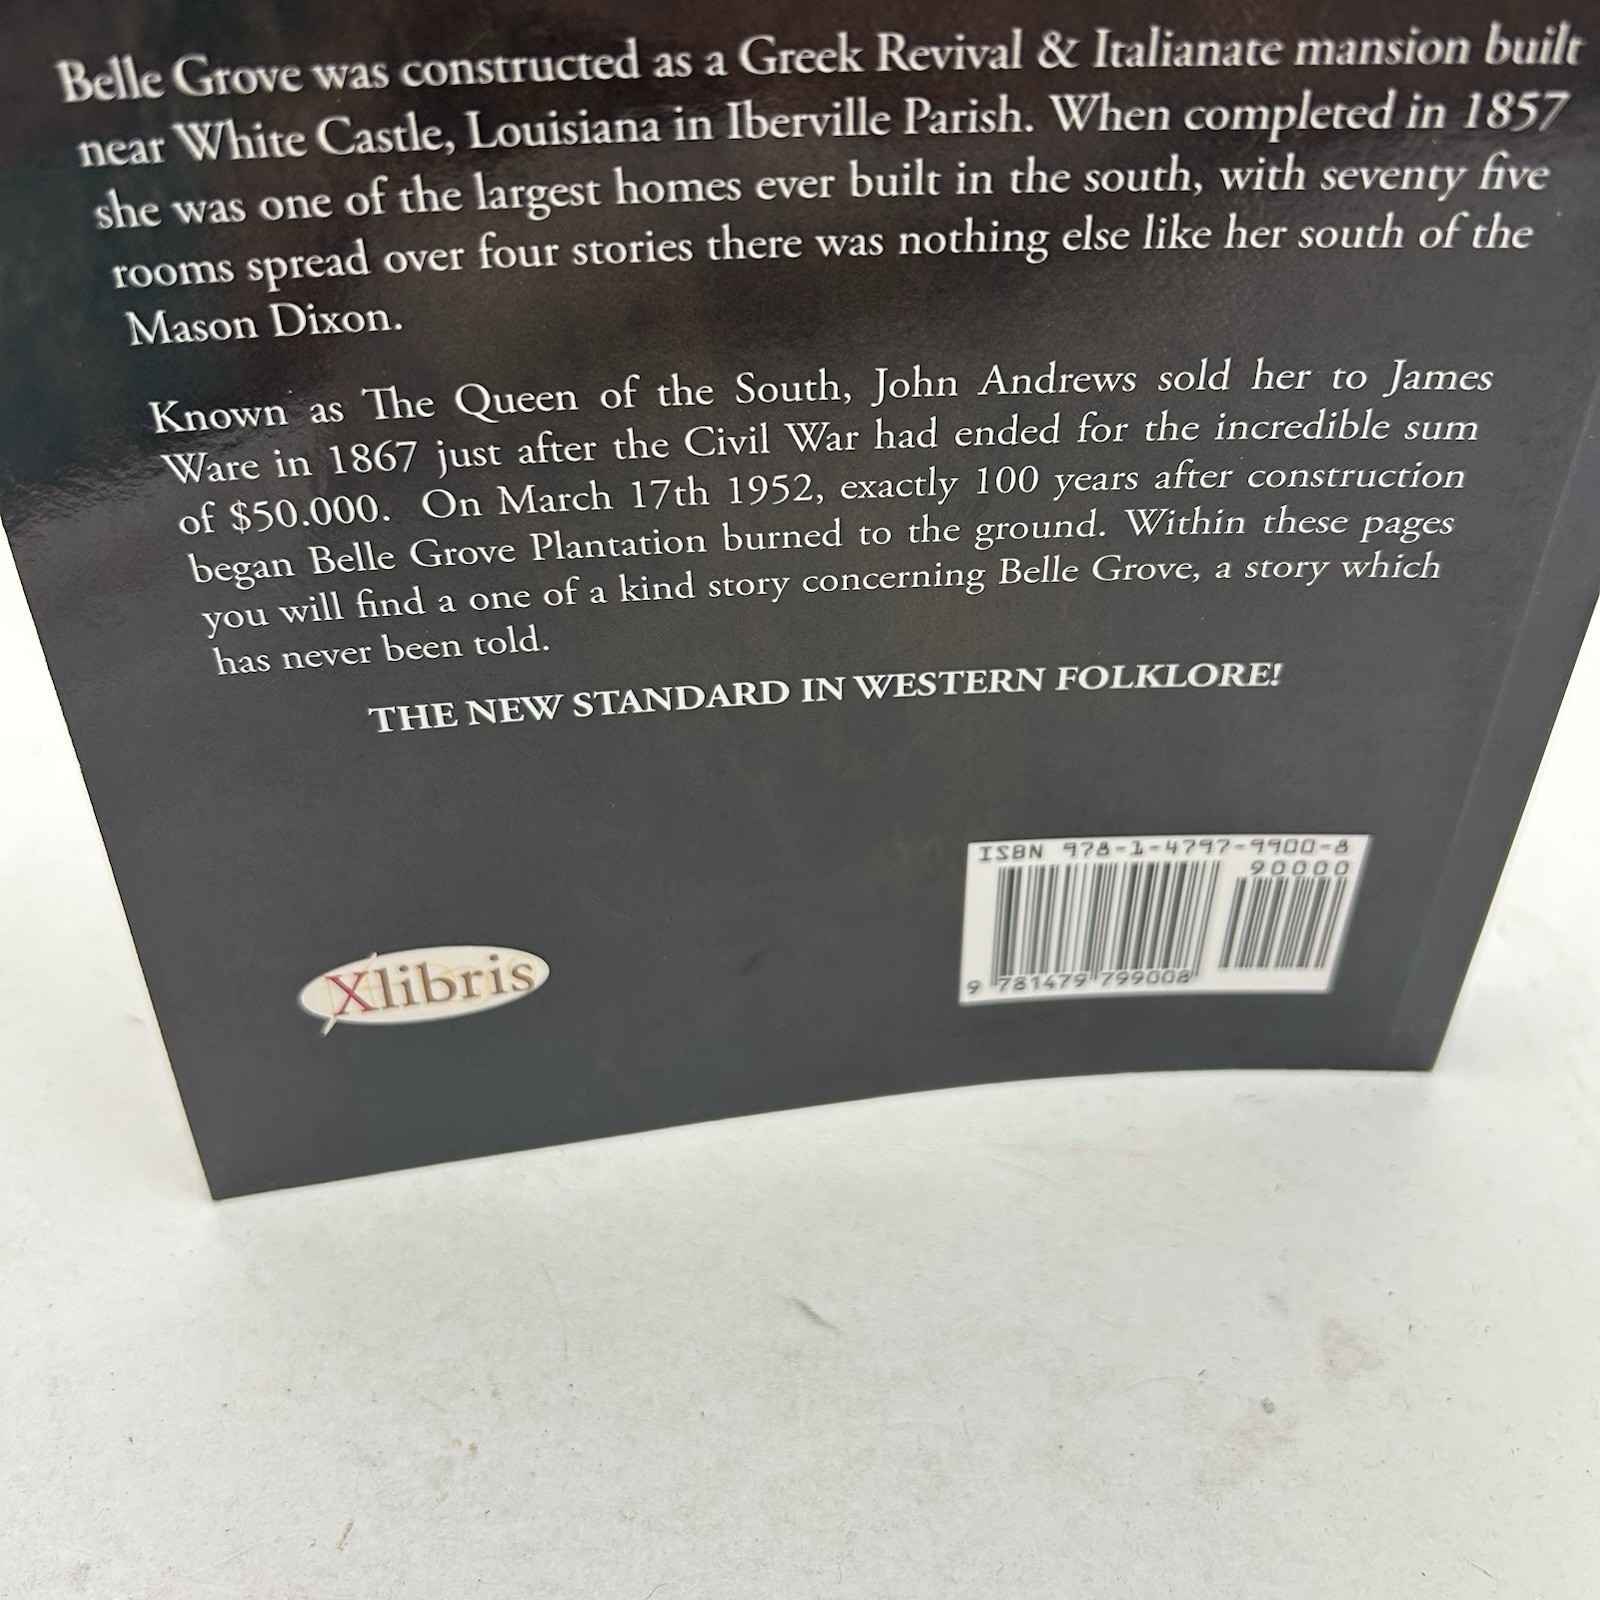 Belle Grove was constructed as a Greek Revival & Italianate mansion built
near White Castle, Louisiana in Iberville Parish. When completed in 1857
she was one of the largest homes ever built in the south, with seventy five
rooms spread over four stories there was nothing else like her south of the
Mason Dixon.
Known as The Queen of the South, John Andrews sold her to James
Ware in 1867 just after the Civil War had ended for the incredible sum
of $50.000. On March 17th 1952, exactly 100 years after construction
began Belle Grove Plantation burned to the ground. Within these pages
you will find a one of a kind story concerning Belle Grove, a story which
has never been told.
THE NEW STANDARD IN WESTERN FOLKLORE!
ISBN 978-1-4797-9900-8
90000
9 781479 799008
Xlibris